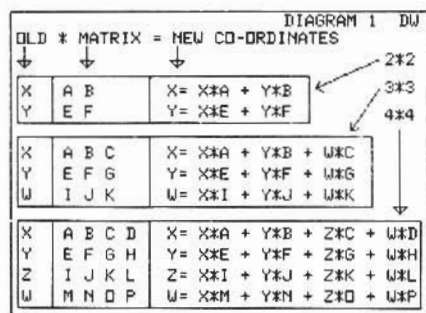 DIAGRAM 1 DW
OLD * MATRIX = NEW CO-ORDINATES
2*2
3*3
4*4
X A B X= X*A + Y*B
Y E F Y= X*E + Y*F
X A B C X= X*A + Y*B + W*C
Y E F G Y= X*E + Y*F + W*G
W I J K W= X*I + Y*J + W*K
X A B C D X= X*A + Y*B + Z*C + W*D
Y E F G H Y= X*E + Y*F + Z*G + W*H
Z I J K L Z= X*I + Y*J + Z*K + W*L
W M N O P W= X*M + Y*N + Z*O + W*P